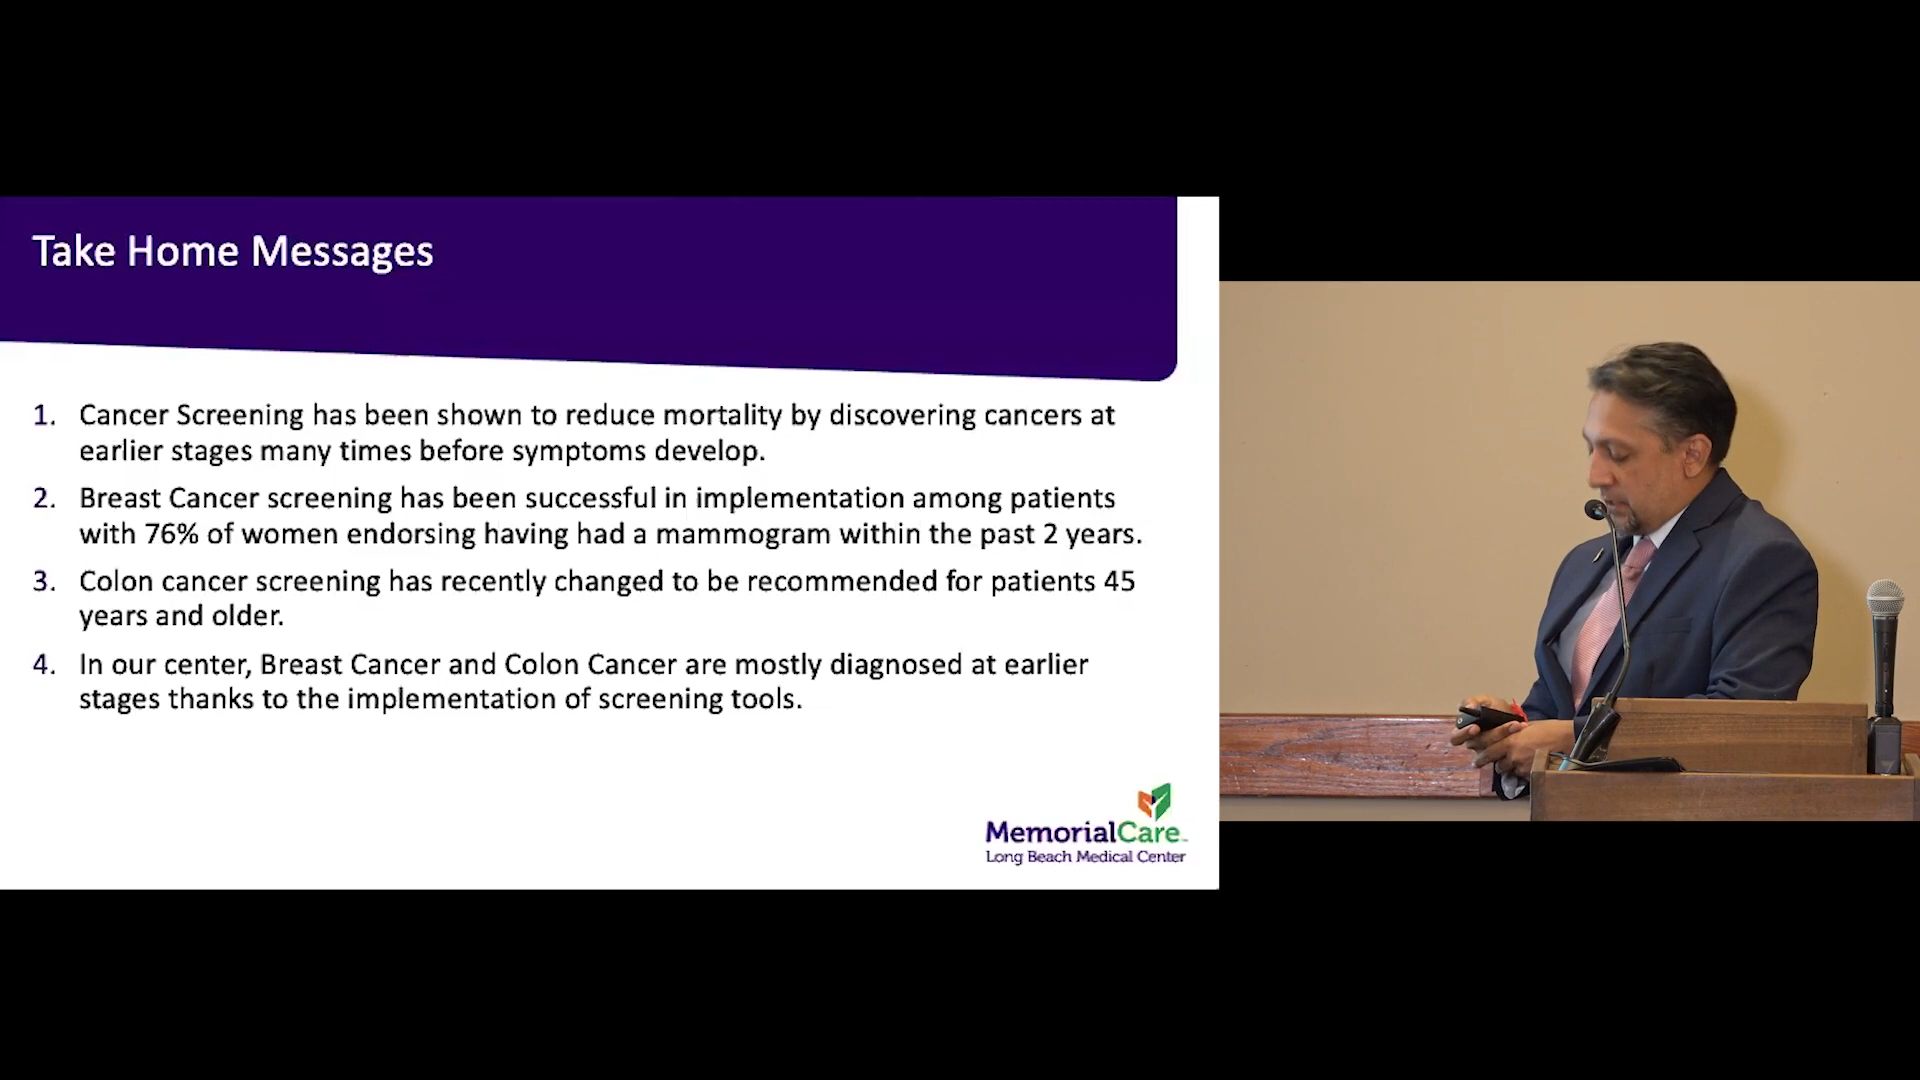 Take Home Messages
1. Cancer Screening has been shown to reduce mortality by discovering cancers at
earlier stages many times before symptoms develop.
2. Breast Cancer screening has been successful in implementation among patients
with 76% of women endorsing having had a mammogram within the past 2 years.
3. Colon cancer screening has recently changed to be recommended for patients 45
years and older.
4. In our center, Breast Cancer and Colon Cancer are mostly diagnosed at earlier
stages thanks to the implementation of screening tools.
MemorialCare
Long Beach Medical Center